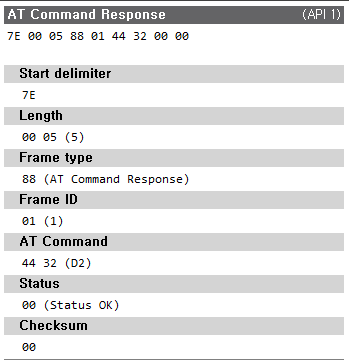 AT Command Response (API 1)
7E 00 05 88 01 44 32 00 00
Start delimiter
7E
Length
00 05 (5)
Frame type
88 (AT Command Response)
Frame ID
01 (1)
AT Command
44 32 (D2)
Status
00 (Status OK)
Checksum
00